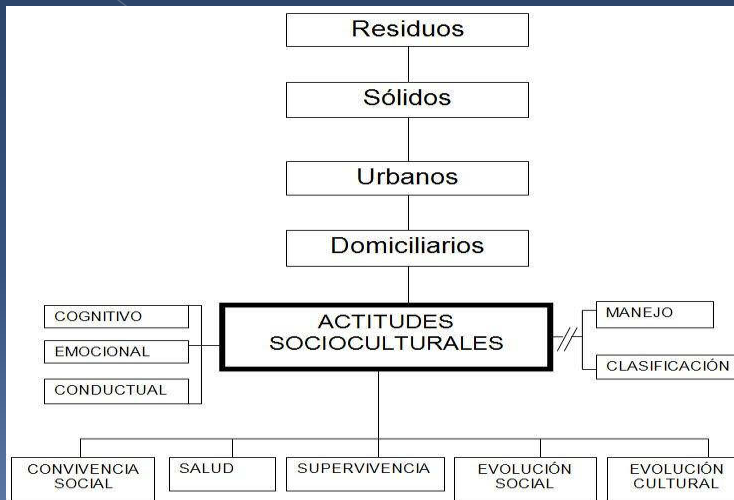 Residuos
Sólidos
Urbanos
Domiciliarios
COGNITIVO
EMOCIONAL
CONDUCTUAL
ACTITUDES
SOCIOCULTURALES
MANEJO
CLASIFICACIÓN
CONVIVENCIA
SOCIAL
SALUD
SUPERVIVENCIA
EVOLUCIÓN
SOCIAL
EVOLUCIÓN
CULTURAL